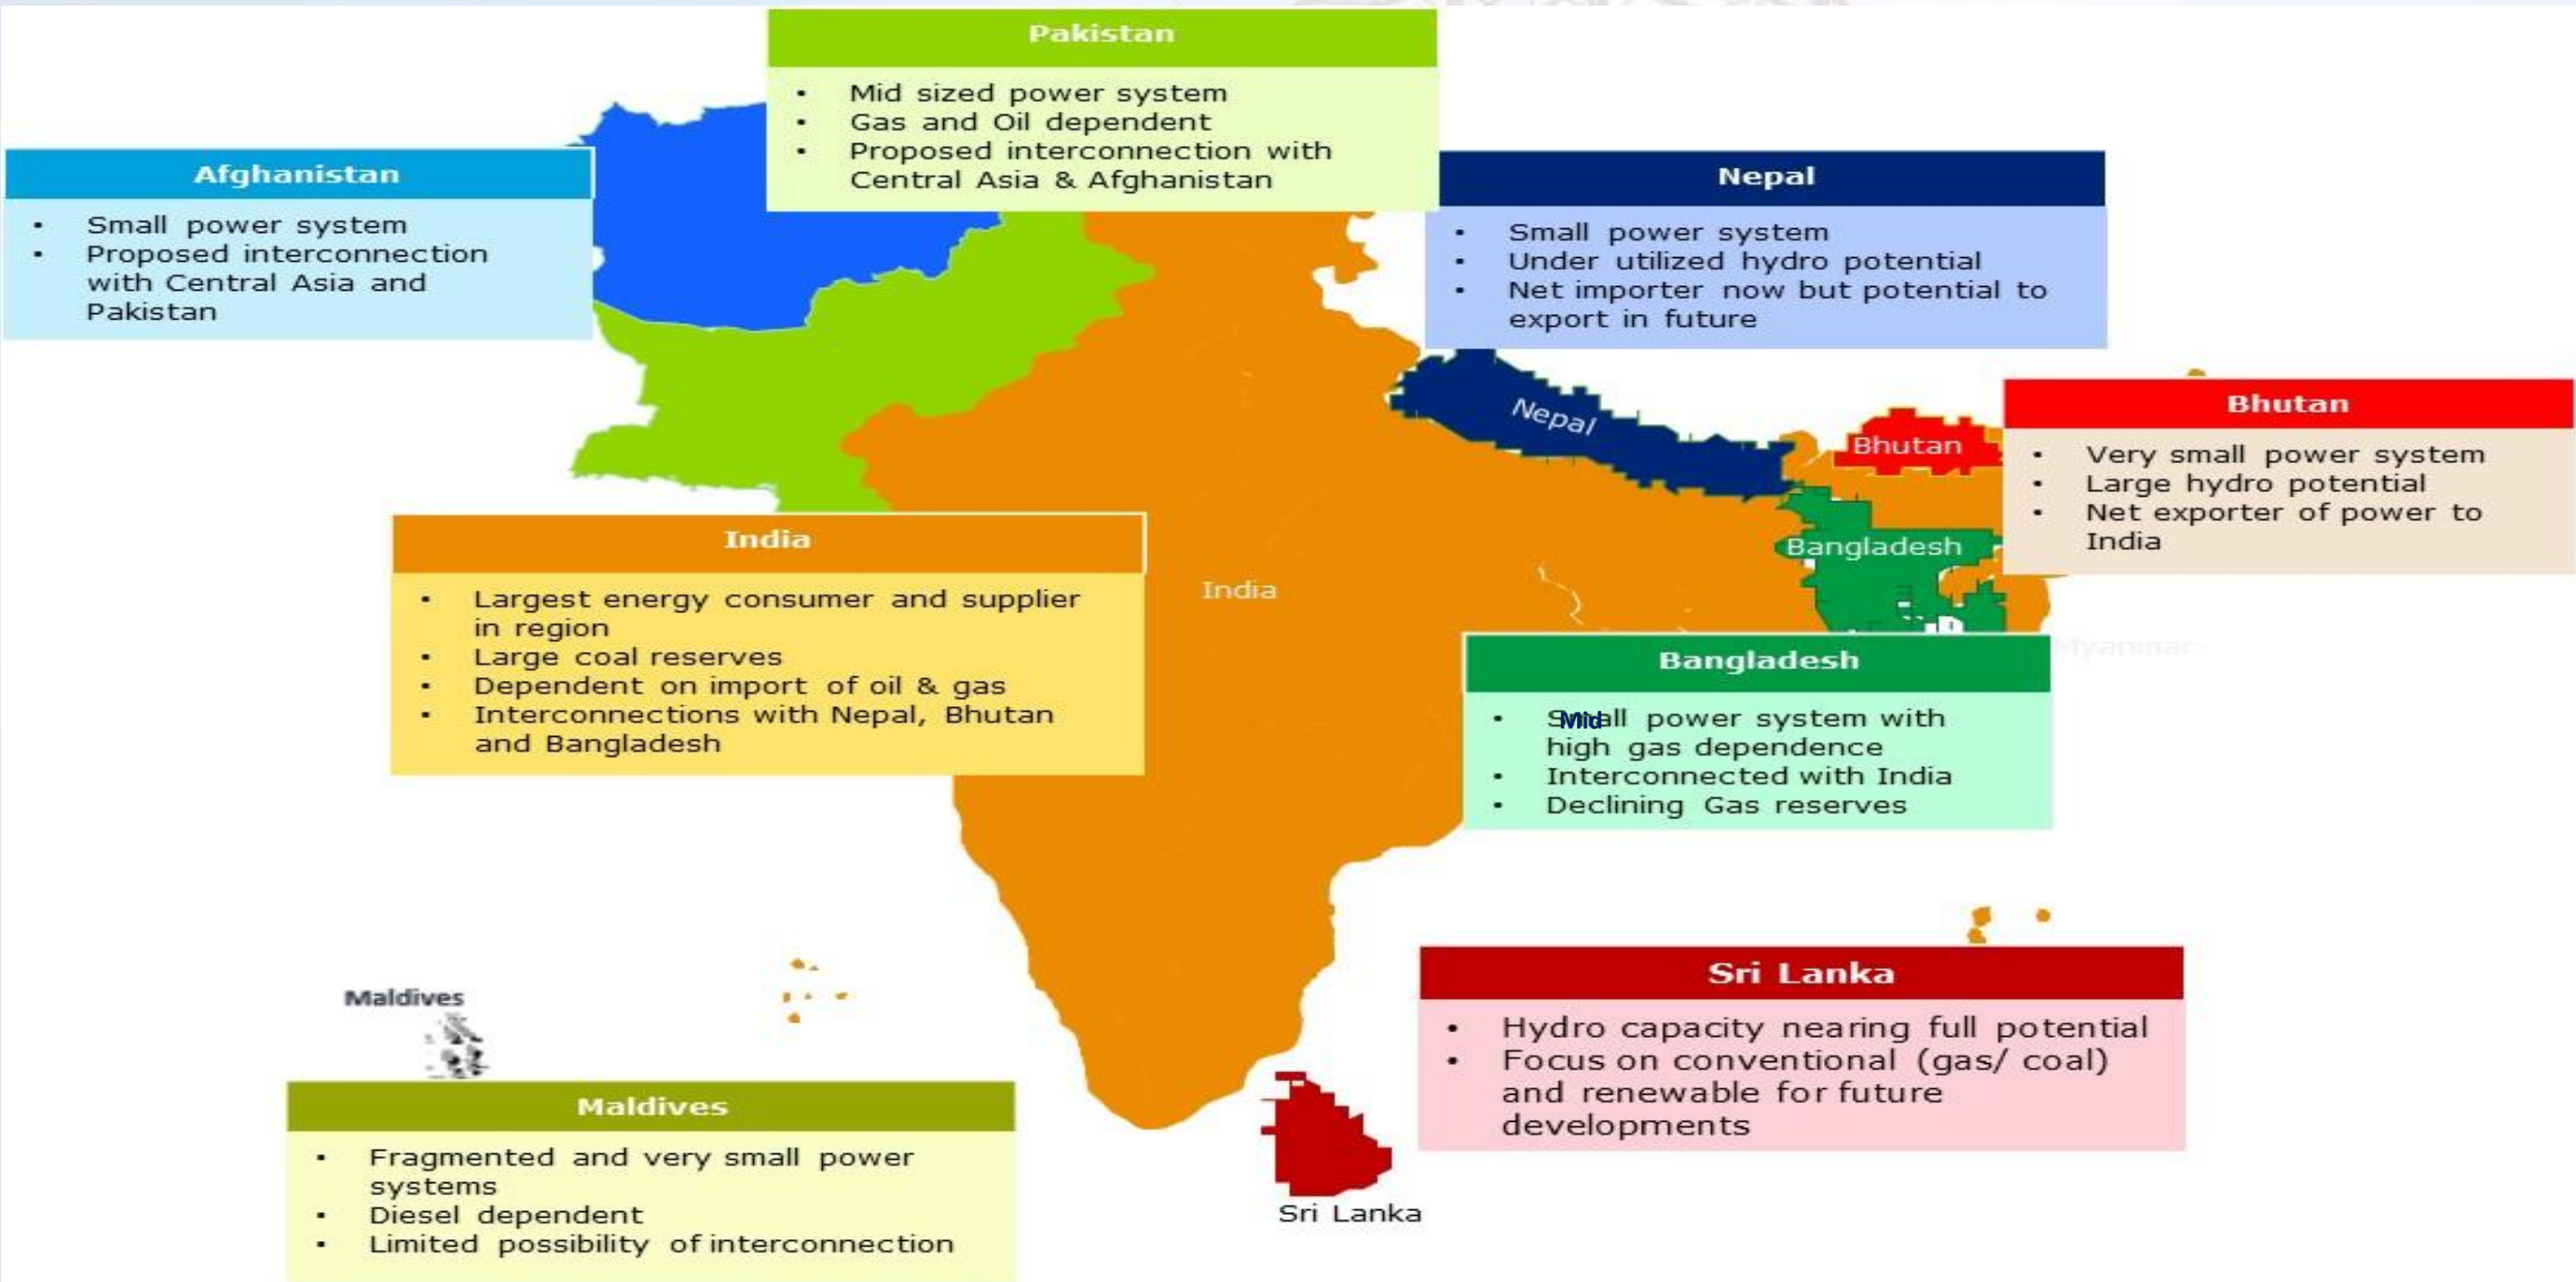 Pakistan
• Mid sized power system
• Gas and Oil dependent
• Proposed interconnection with
Central Asia & Afghanistan
Afghanistan
• Small power system
• Proposed interconnection
with Central Asia and
Pakistan
Nepal
• Small power system
• Under utilized hydro potential
• Net importer now but potential to
export in future
Nepal
Bhutan
Bhutan
• Very small power system
• Large hydro potential
• Net exporter of power to
India
India
• Largest energy consumer and supplier
in region
• Large coal reserves
• Dependent on import of oil & gas
• Interconnections with Nepal, Bhutan
and Bangladesh
India
Bangladesh
Myanmar
Bangladesh
• Small power system with
Mid
high gas dependence
• Interconnected with India
• Declining Gas reserves
Sri Lanka
• Hydro capacity nearing full potential
• Focus on conventional (gas/ coal)
and renewable for future
developments
Sri Lanka
Maldives
Maldives
• Fragmented and very small power
systems
• Diesel dependent
• Limited possibility of interconnection